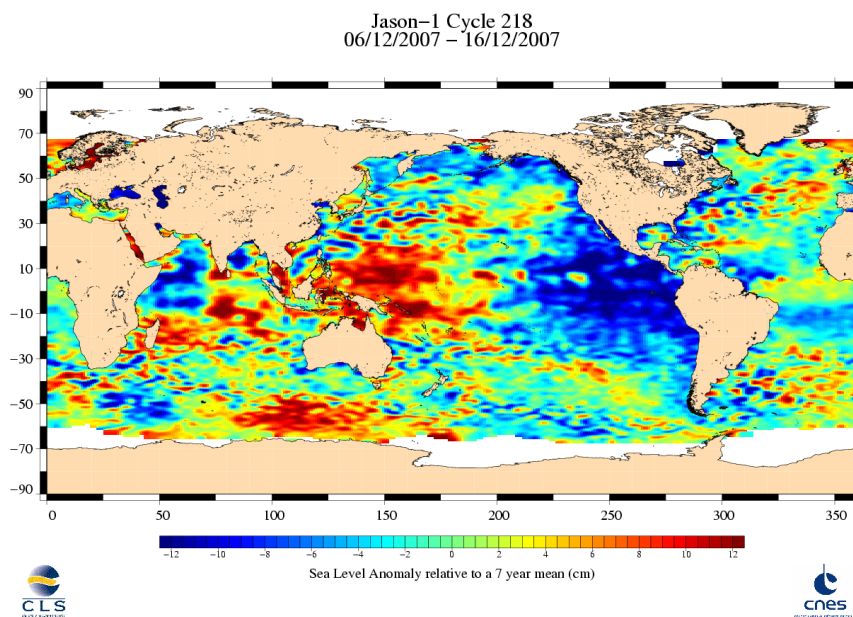 Jason-1 Cycle 218
06/12/2007 - 16/12/2007
90
70
50
30
10
-10
-30
-50
-70
-90
0 50 100 150 200 250 300 350
-12 -10 -8 -6 -4 -2 0 2 4 6 8 10 12
Sea Level Anomaly relative to a 7 year mean (cm)
CLS
cnes